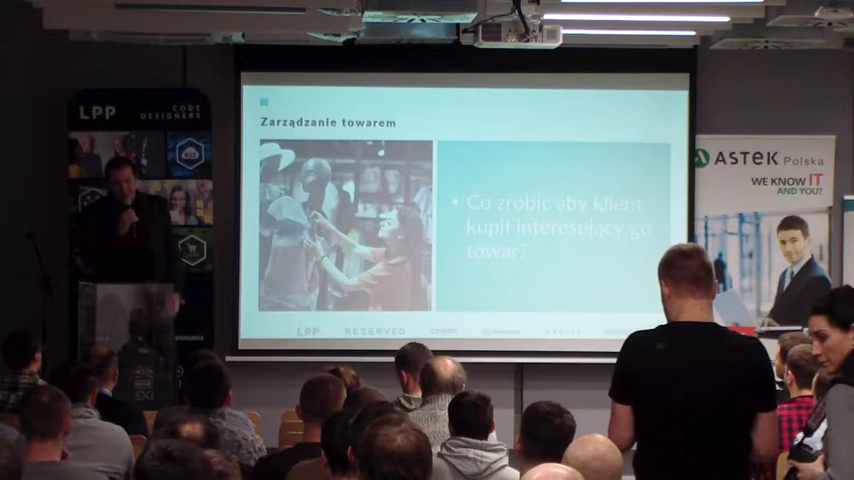 LPP
CODE
DESIGNERS
Zarządzanie towarem
Co zrobić aby klient
kupił interesujący go
towar?
LPP
RESERVED
ASTEK Polska
WE KNOW IT
AND YOU?